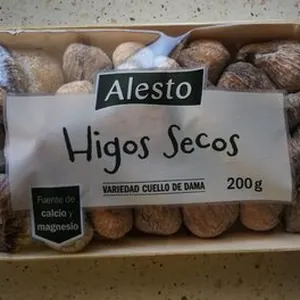 Alesto
Higos Secos
VARIEDAD CUELLO DE DAMA
200g
Fuente de
calcio y
magnesio